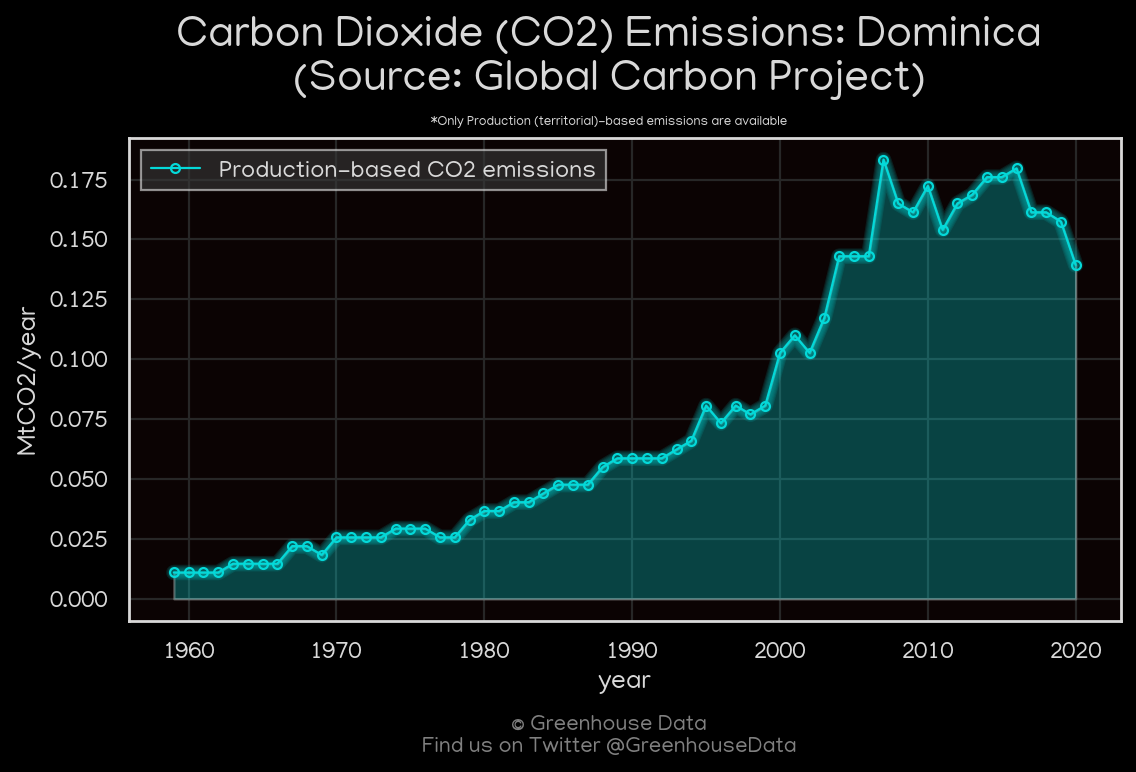 Carbon Dioxide (CO2) Emissions: Dominica
(Source: Global Carbon Project)
*Only Production (territorial)-based emissions are available
Production-based CO2 emissions
MtCO2/year
0.175
0.150
0.125
0.100
0.075
0.050
0.025
0.000
1960 1970 1980 1990 2000 2010 2020
year
© Greenhouse Data
Find us on Twitter @GreenhouseData